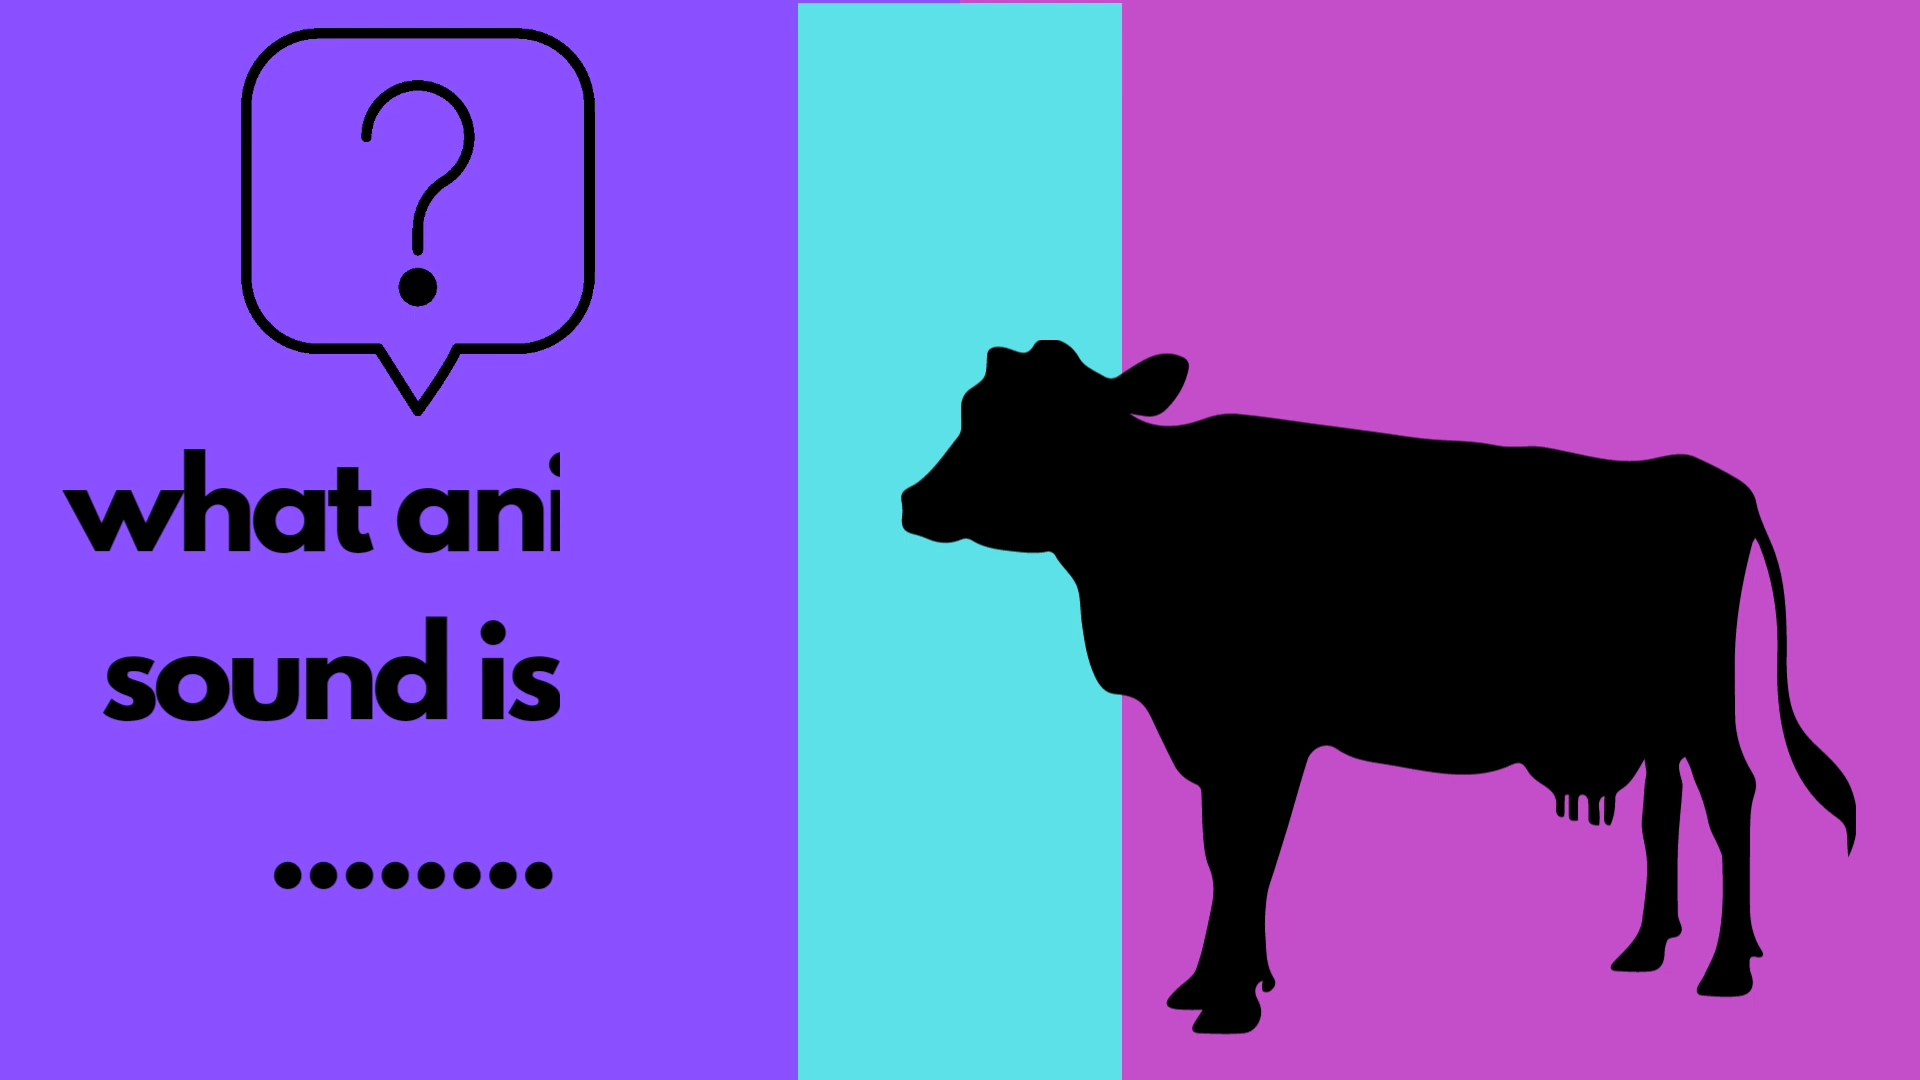 ?
what ani
sound is
........